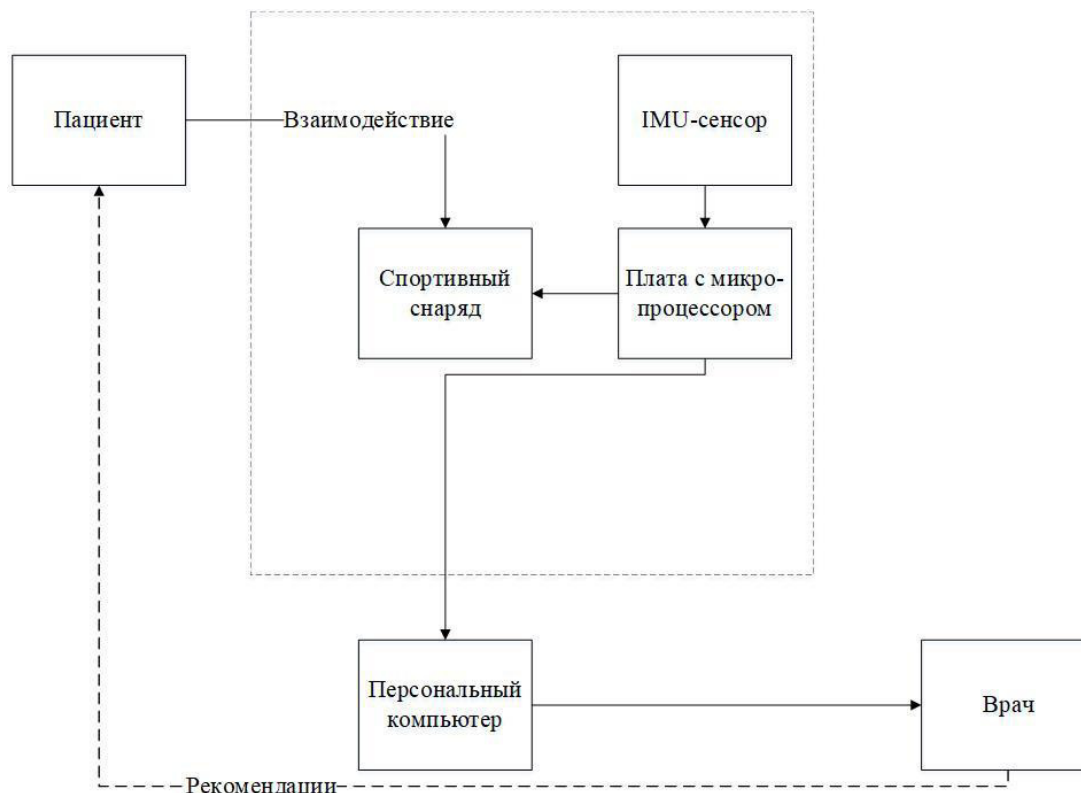 Пациент
Взаимодействие
IMU-сенсор
Спортивный
снаряд
Плата с микро-
процессором
Персональный
компьютер
Врач
Рекомендации